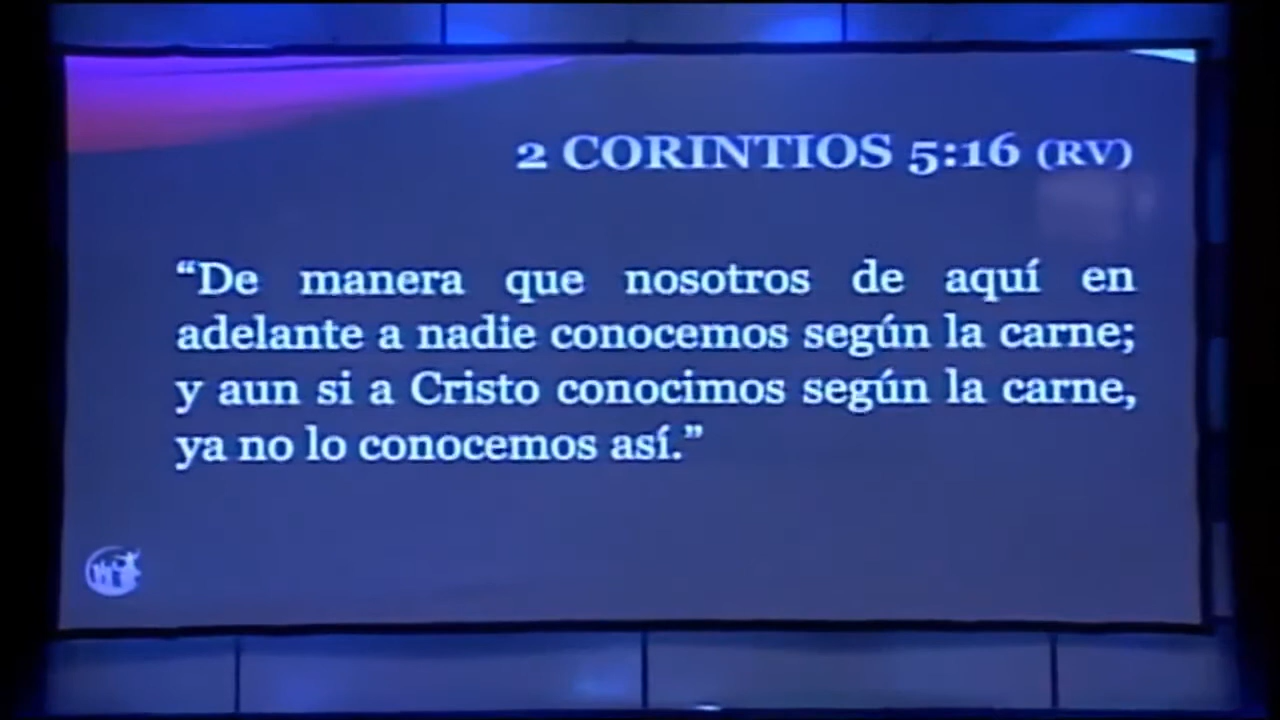 2 CORINTIOS 5:16 (RV)
“De manera que nosotros de aquí en
adelante a nadie conocemos según la carne;
y aun si a Cristo conocimos según la carne,
ya no lo conocemos así.”